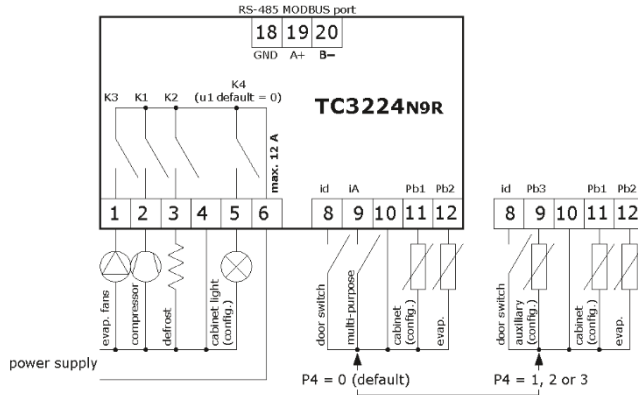 RS-485 MODBUS port
18 19 20
GND A+ B−
K4
K3 K1 K2 (u1 default = 0)
TC3224N9R
max. 12 A
id iA Pb1 Pb2
id Pb3 Pb1 Pb2
1 2 3 4 5 6
8 9 10 11 12
8 9 10 11 12
evap. fans
compressor
defrost
cabinet light
(config.)
door switch
multi-purpose
cabinet
(config.)
evap.
door switch
auxiliary
(config.)
cabinet
(config.)
evap.
power supply
P4 = 0 (default)
P4 = 1, 2 or 3